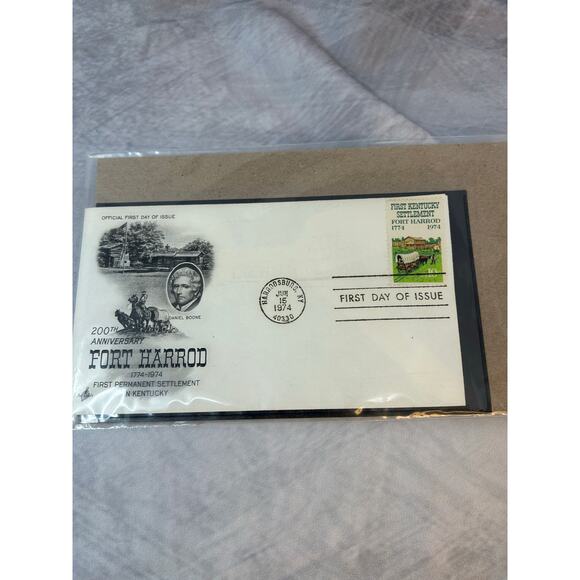 OFFICIAL FIRST DAY OF ISSUE
DANIEL BOONE
200TH
ANNIVERSARY
FORT HARROD
1774-1974
FIRST PERMANENT SETTLEMENT
IN KENTUCKY
HARRODSBURG, KY
JUN
15
1974
40330
FIRST DAY OF ISSUE
FIRST KENTUCKY
SETTLEMENT
FORT HARROD
1774 1974
10